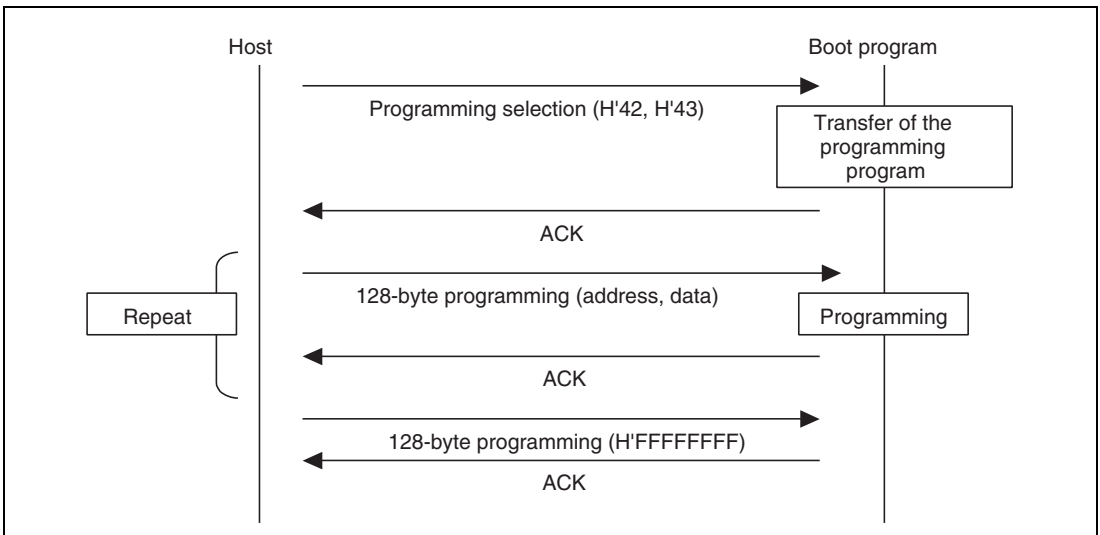 Host
Boot program
Programming selection (H'42, H'43)
Transfer of the
programming
program
ACK
128-byte programming (address, data)
Repeat
Programming
ACK
128-byte programming (H'FFFFFFFF)
ACK